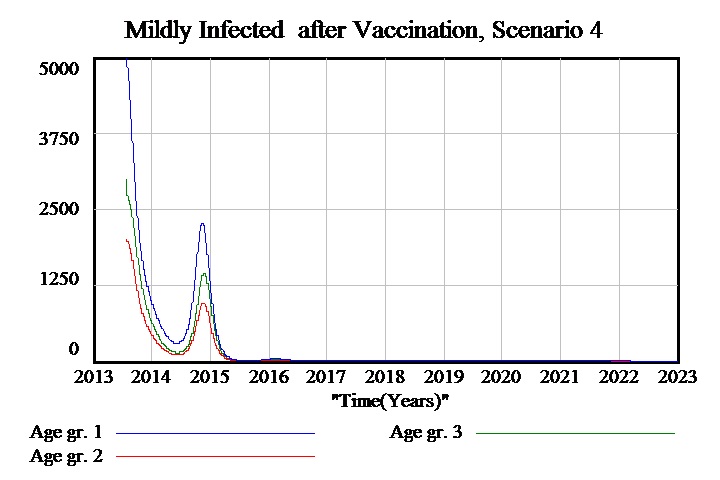 Mildly Infected  after Vaccination, Scenario 4
5000
3750
2500
1250
0
2013 2014 2015 2016 2017 2018 2019 2020 2021 2022 2023
"Time(Years)"
Age gr. 1
Age gr. 3
Age gr. 2